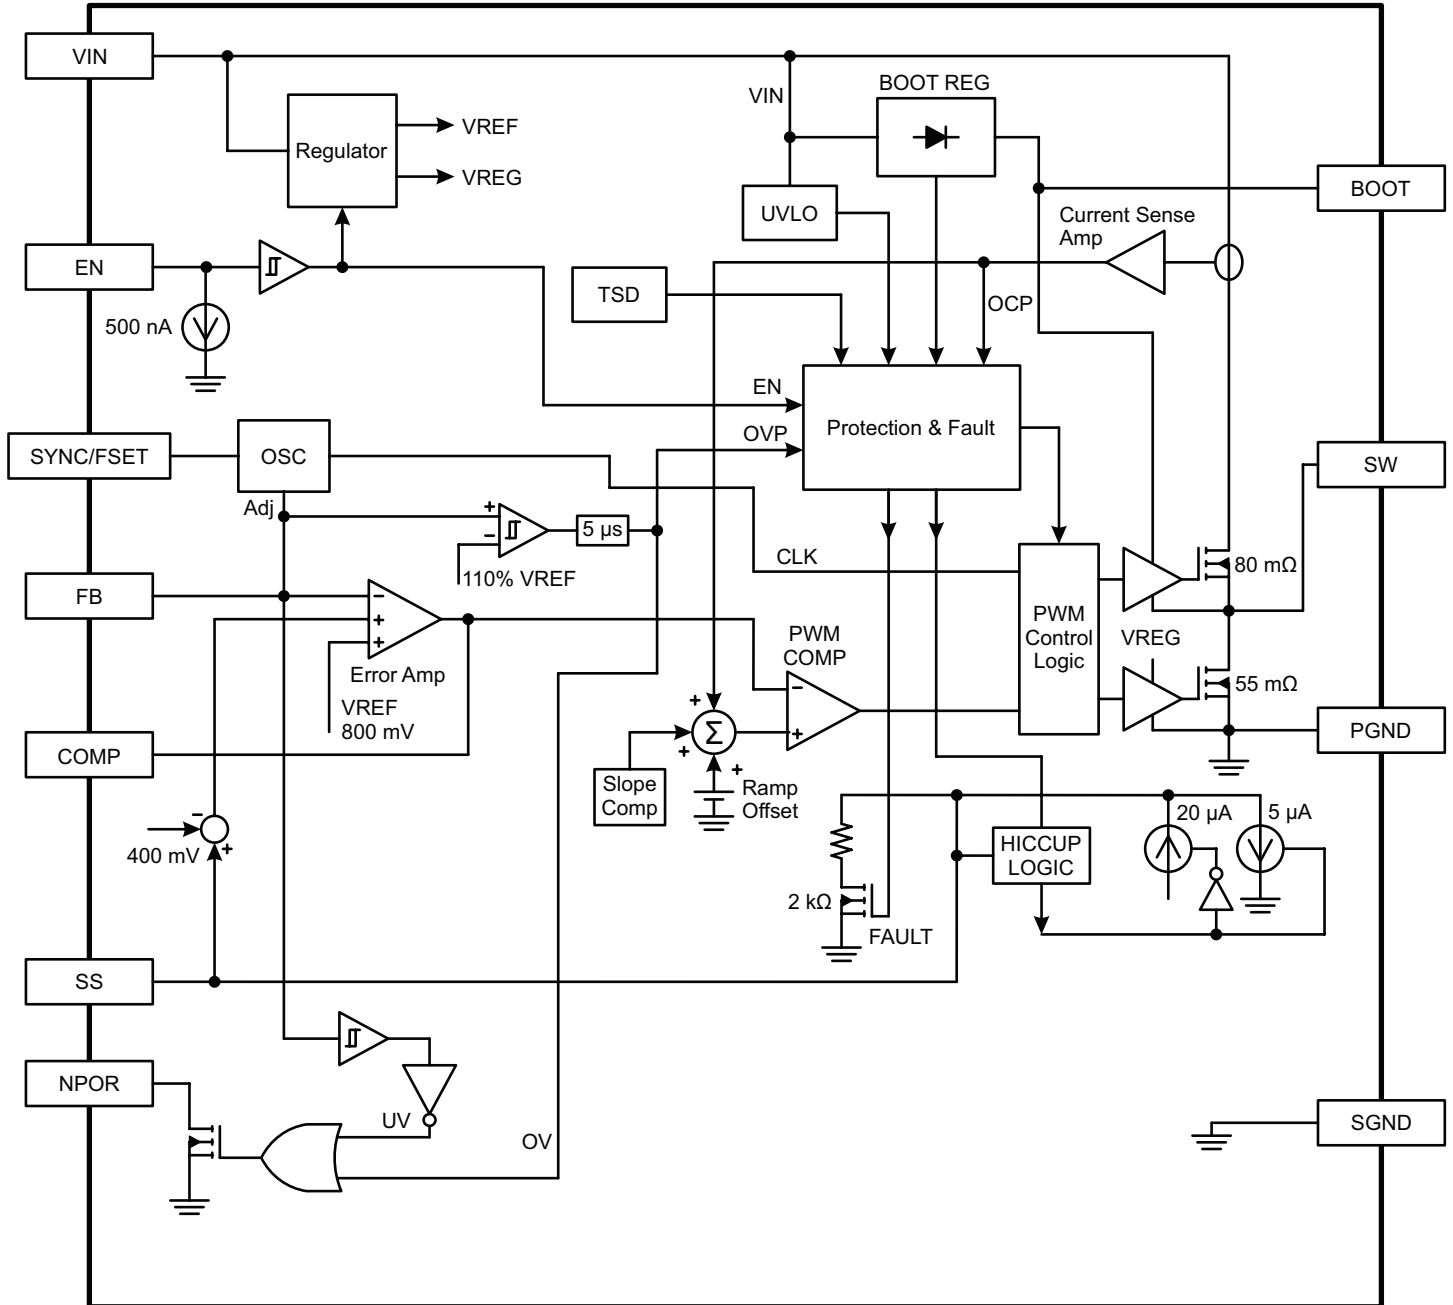 VIN
BOOT REG
VIN
VREF
Regulator
VREG
BOOT
UVLO
Current Sense
Amp
EN
TSD
OCP
500 nA
EN
Protection & Fault
OVP
SYNC/FSET
OSC
SW
Adj
+
-
5 µs
110% VREF
CLK
80 mΩ
FB
-
+
+
Error Amp
VREF
800 mV
PWM
COMP
-
+
PWM
Control
Logic
VREG
55 mΩ
PGND
COMP
+
Σ
+
+
Slope
Comp
Ramp
Offset
-
400 mV
+
20 µA
5 µA
HICCUP
LOGIC
2 kΩ
FAULT
SS
NPOR
UV
OV
SGND